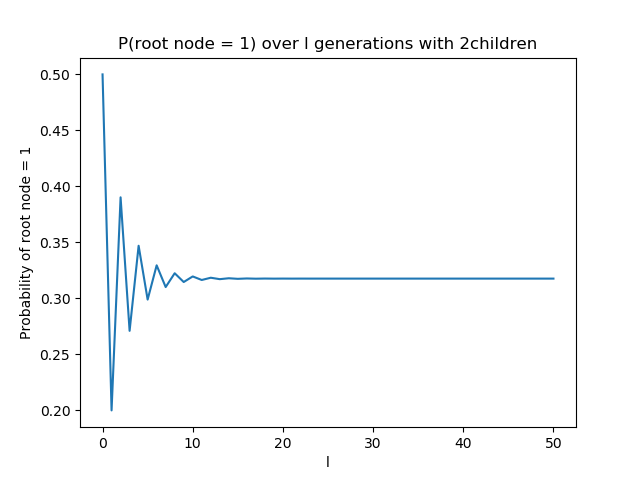 P(root node = 1) over l generations with 2children
Probability of root node = 1
0.50
0.45
0.40
0.35
0.30
0.25
0.20
0 10 20 30 40 50
l